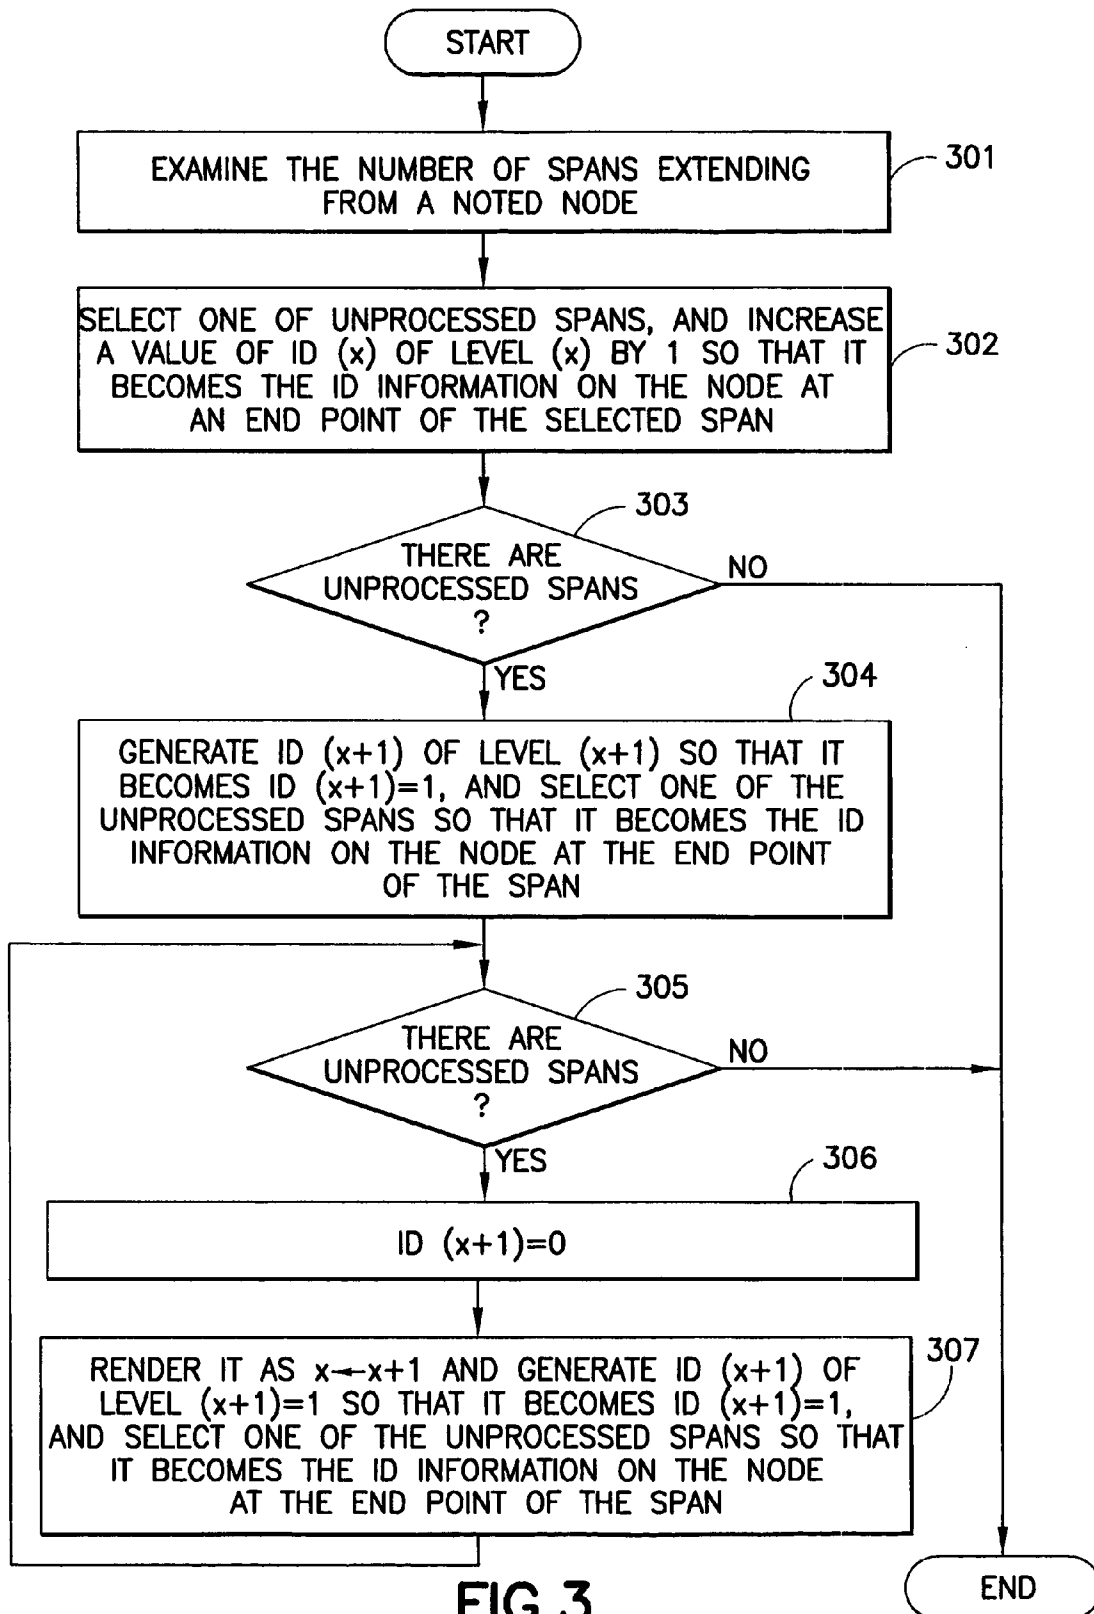 START
EXAMINE THE NUMBER OF SPANS EXTENDING
FROM A NOTED NODE
301
SELECT ONE OF UNPROCESSED SPANS, AND INCREASE
A VALUE OF ID (x) OF LEVEL (x) BY 1 SO THAT IT
BECOMES THE ID INFORMATION ON THE NODE AT
AN END POINT OF THE SELECTED SPAN
302
303
THERE ARE
UNPROCESSED SPANS
?
NO
YES
304
GENERATE ID (x+1) OF LEVEL (x+1) SO THAT IT
BECOMES ID (x+1)=1, AND SELECT ONE OF THE
UNPROCESSED SPANS SO THAT IT BECOMES THE ID
INFORMATION ON THE NODE AT THE END POINT
OF THE SPAN
305
THERE ARE
UNPROCESSED SPANS
?
NO
YES
306
ID (x+1)=0
307
RENDER IT AS x←x+1 AND GENERATE ID (x+1) OF
LEVEL (x+1)=1 SO THAT IT BECOMES ID (x+1)=1,
AND SELECT ONE OF THE UNPROCESSED SPANS SO THAT
IT BECOMES THE ID INFORMATION ON THE NODE
AT THE END POINT OF THE SPAN
END
FIG.3